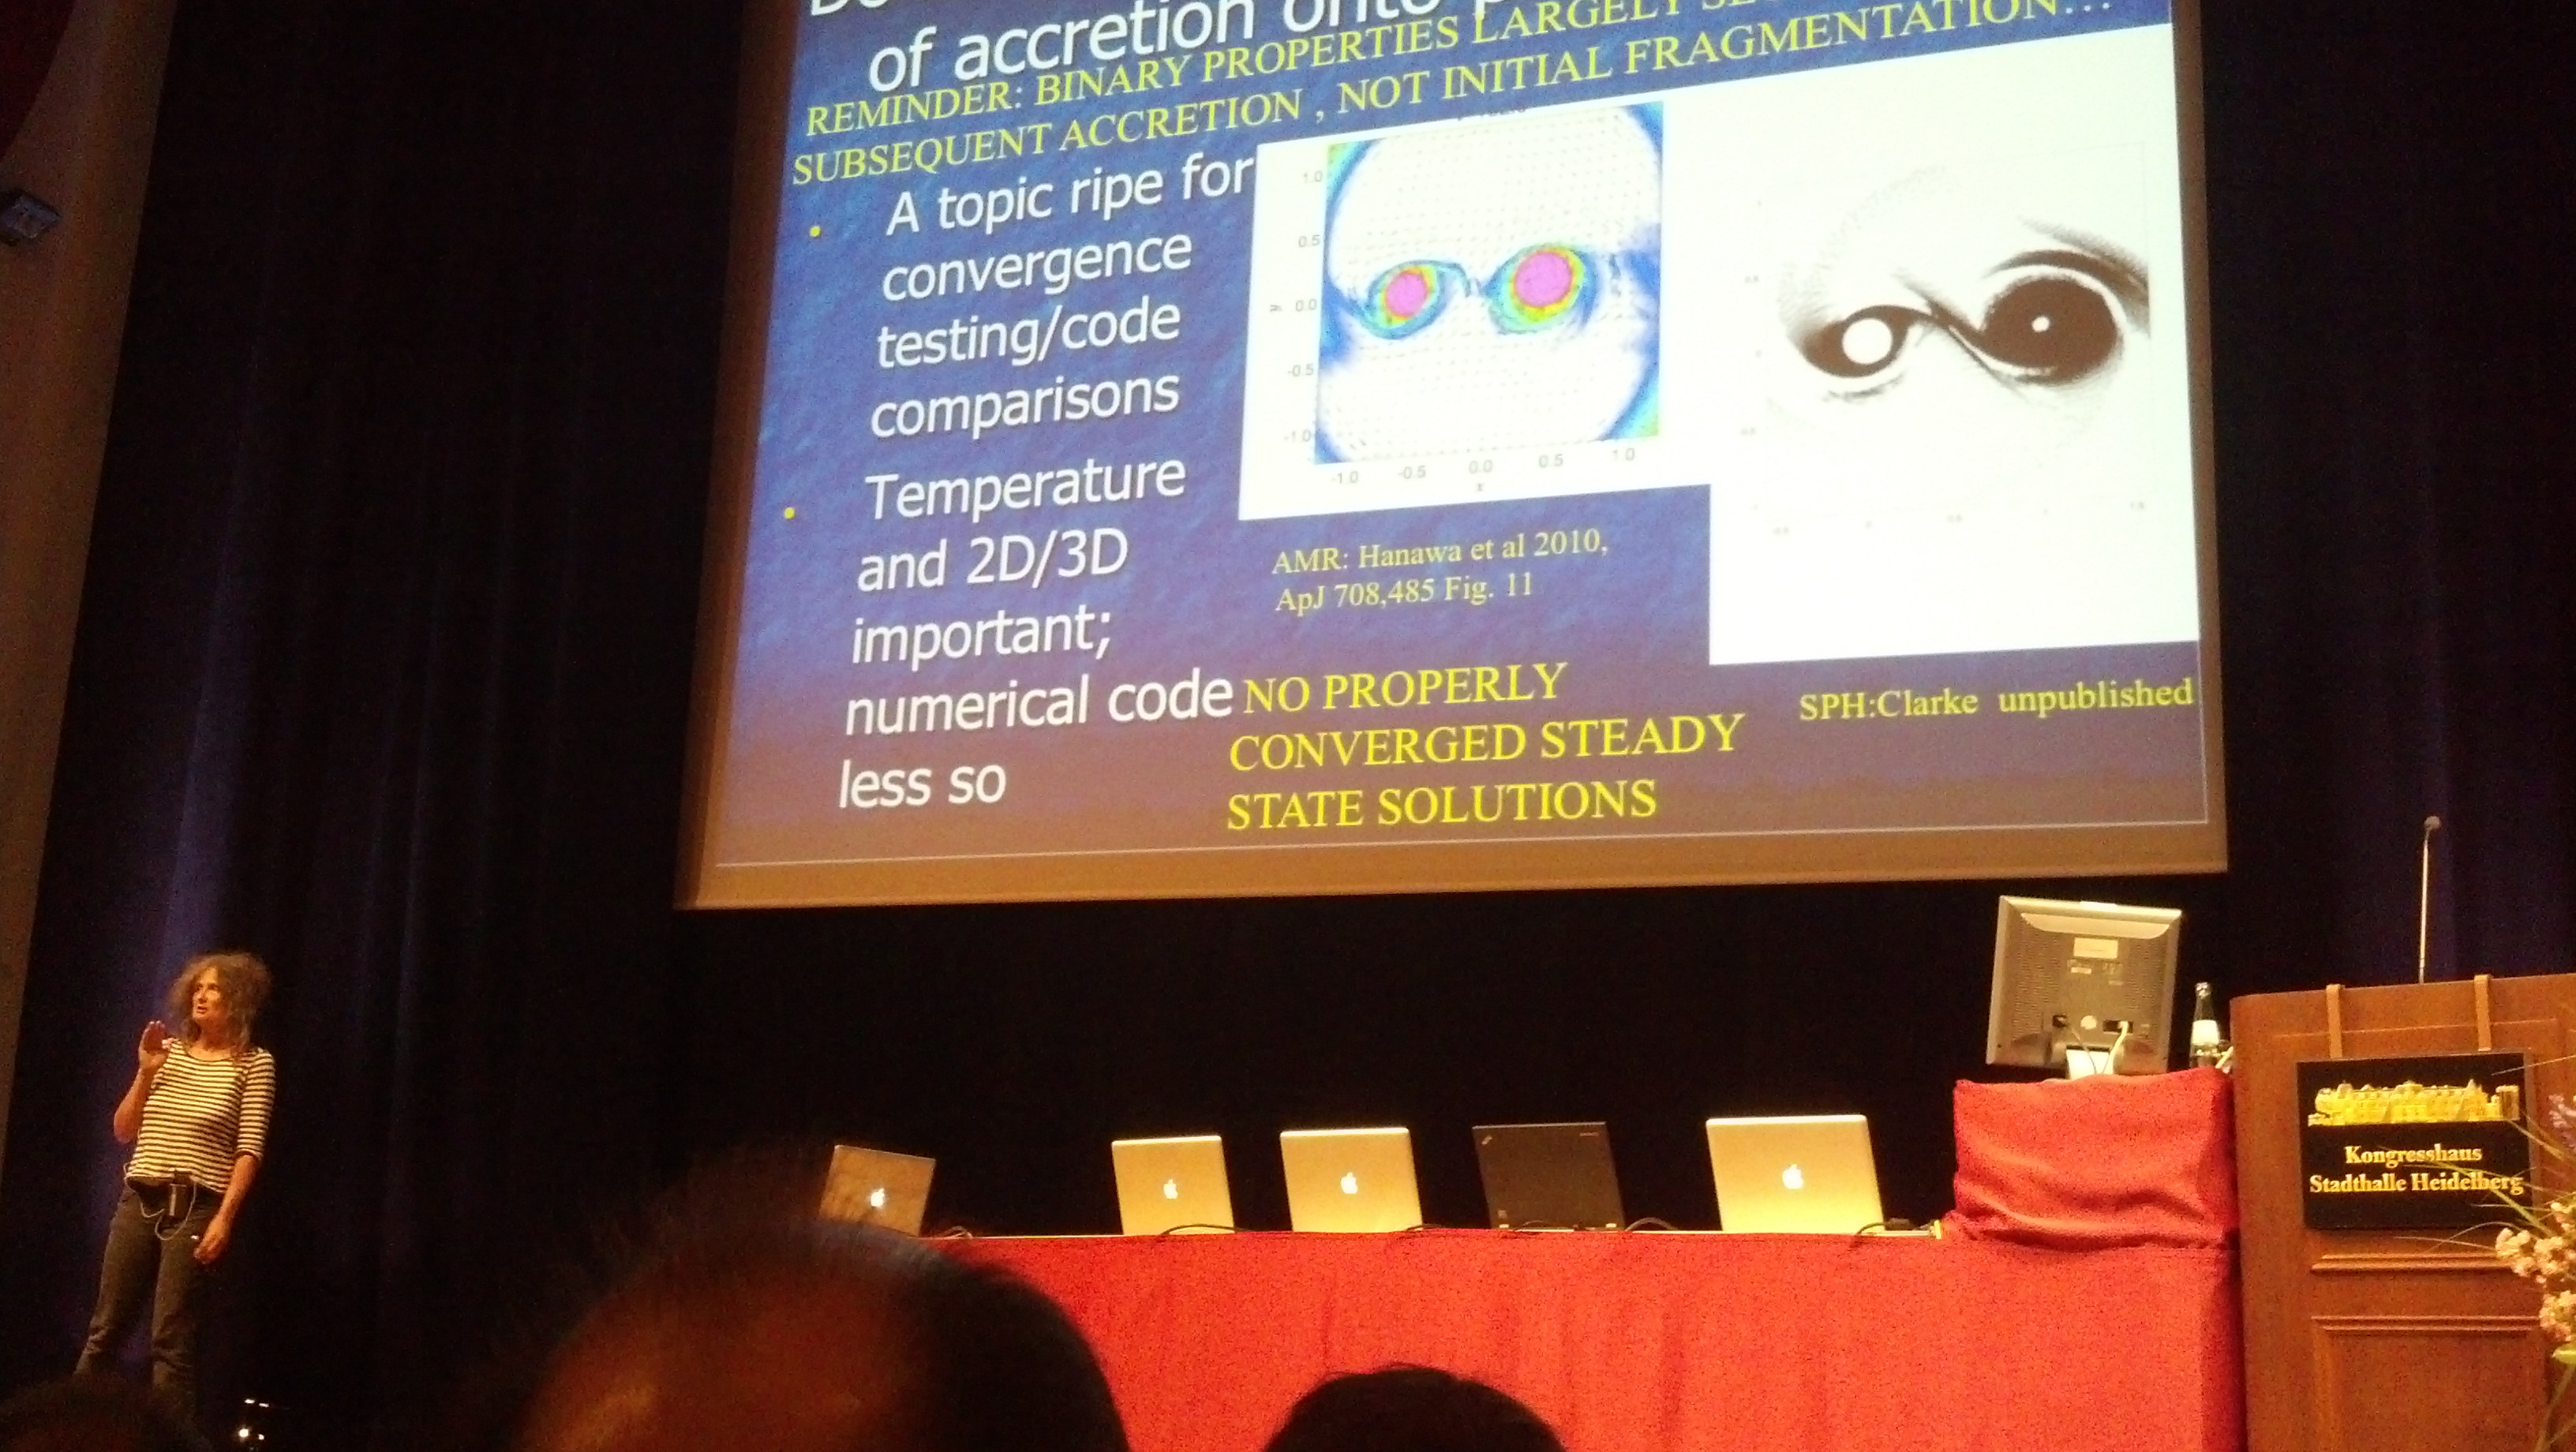 of accretion onto
REMINDER: BINARY PROPERTIES LARGELY
SUBSEQUENT ACCRETION , NOT INITIAL FRAGMENTATION...
• A topic ripe for
convergence
testing/code
comparisons
• Temperature
and 2D/3D
important;
numerical code
less so
1.0
0.5
0.0
-0.5
-1.0
y
-1.0 -0.5 0.0 0.5 1.0
x
AMR: Hanawa et al 2010,
ApJ 708,485 Fig. 11
SPH:Clarke unpublished
NO PROPERLY
CONVERGED STEADY
STATE SOLUTIONS
Kongresshaus
Stadthalle Heidelberg